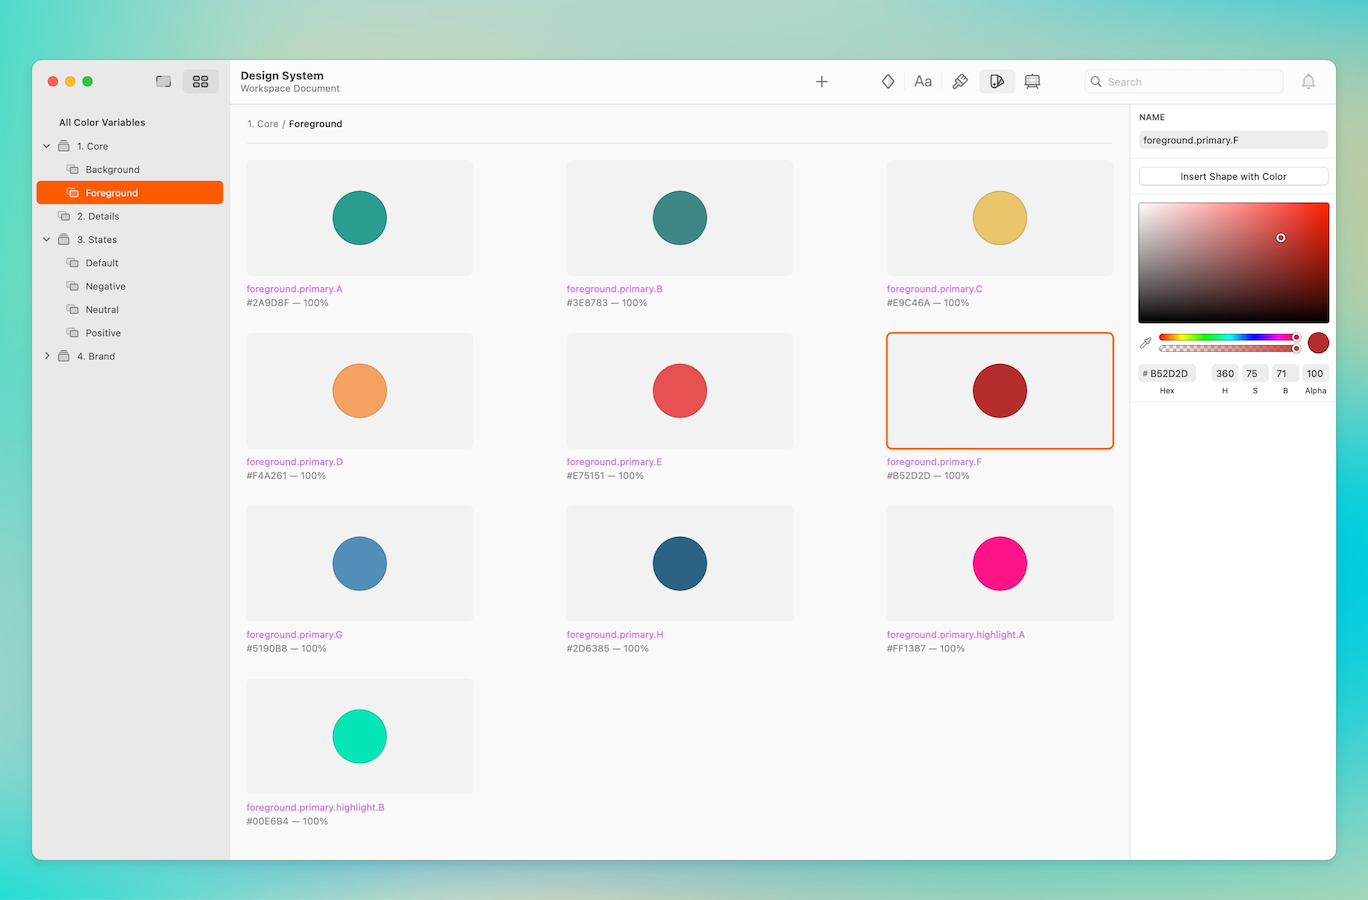 Design System
Workspace Document
Aa
Search
All Color Variables
1. Core
Background
Foreground
2. Details
3. States
Default
Negative
Neutral
Positive
4. Brand
1. Core / Foreground
foreground.primary.A
#2A9D8F — 100%
foreground.primary.B
#3E8783 — 100%
foreground.primary.C
#E9C46A — 100%
foreground.primary.D
#F4A261 — 100%
foreground.primary.E
#E75151 — 100%
foreground.primary.F
#B52D2D — 100%
foreground.primary.G
#5190B8 — 100%
foreground.primary.H
#2D6385 — 100%
foreground.primary.highlight.A
#FF1387 — 100%
foreground.primary.highlight.B
#00E6B4 — 100%
NAME
foreground.primary.F
Insert Shape with Color
# B52D2D 360 75 71 100
Hex H S B Alpha